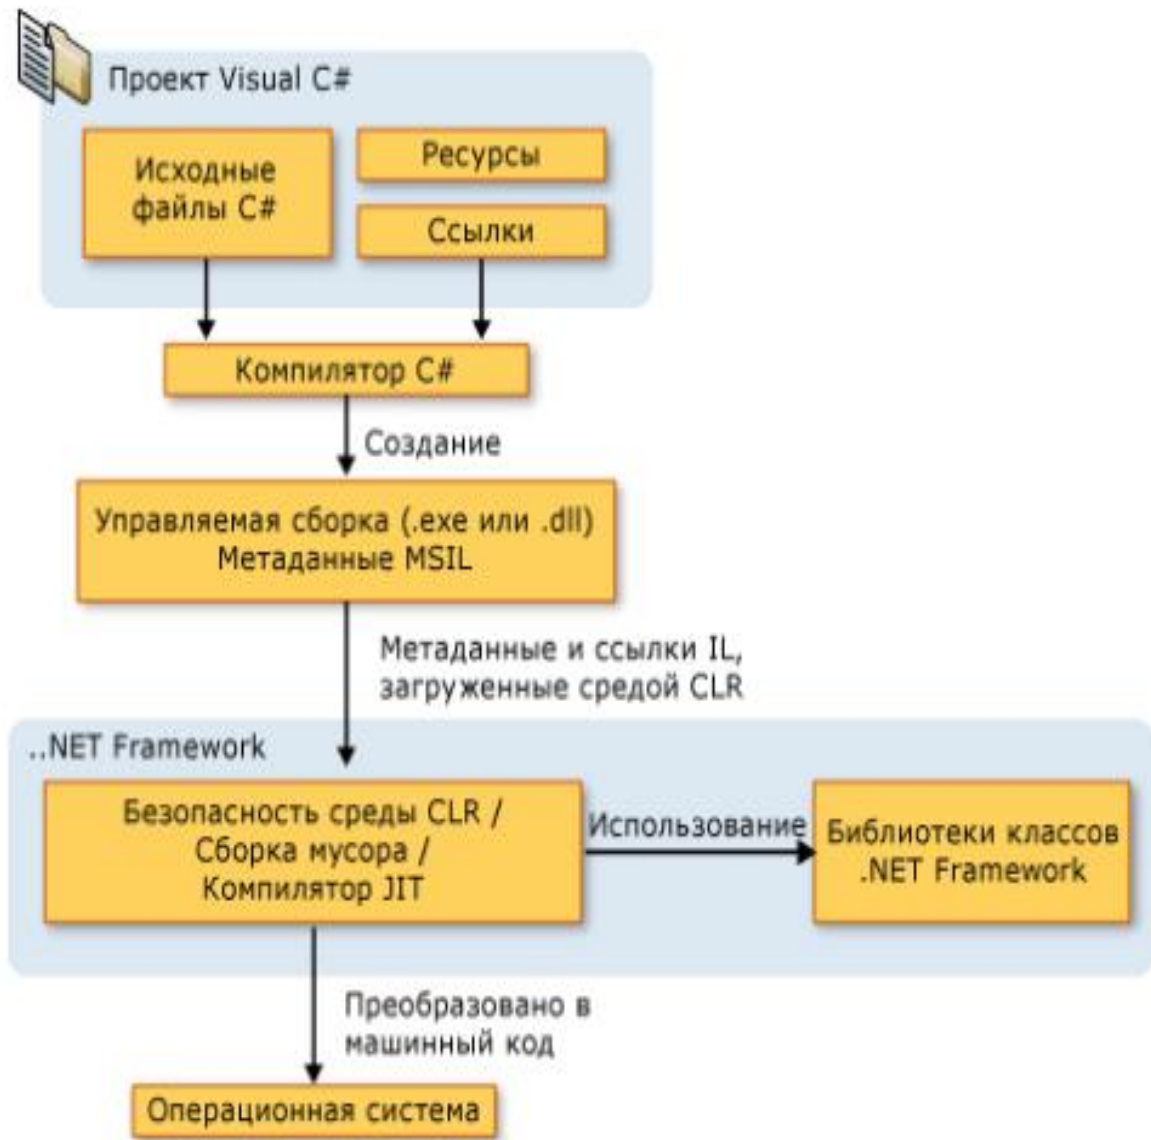 Проект Visual C#
Исходные
файлы C#
Ресурсы
Ссылки
Компилятор C#
Создание
Управляемая сборка (.exe или .dll)
Метаданные MSIL
Метаданные и ссылки IL,
загруженные средой CLR
..NET Framework
Безопасность среды CLR /
Сборка мусора /
Компилятор JIT
Использование
Библиотеки классов
.NET Framework
Преобразовано в
машинный код
Операционная система